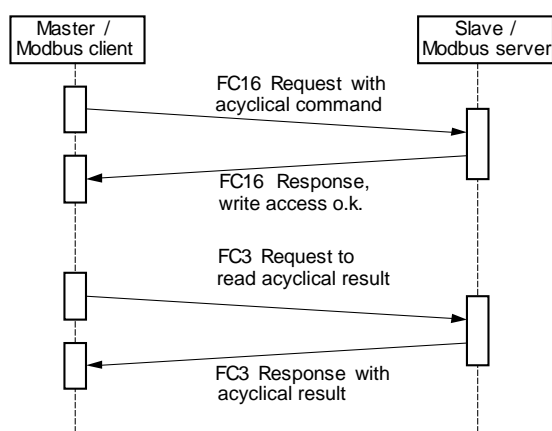 Master /
Modbus client
Slave /
Modbus server
FC16 Request with
acyclical command
FC16 Response,
write access o.k.
FC3 Request to
read acyclical result
FC3 Response with
acyclical result